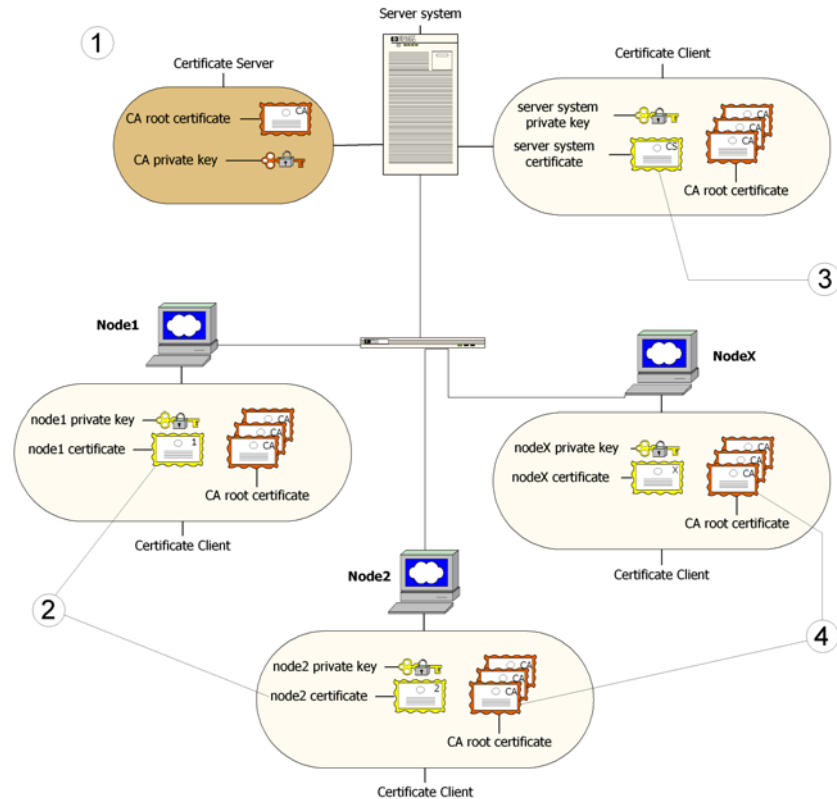 Server system
1
Certificate Server
CA root certificate
CA
CA private key
Certificate Client
server system
private key
server system
certificate
CS
CA
CA
CA
CA root certificate
3
Node1
node1 private key
node1 certificate
1
CA
CA
CA
CA root certificate
Certificate Client
NodeX
nodeX private key
nodeX certificate
X
CA
CA
CA
CA root certificate
Certificate Client
2
Node2
4
node2 private key
node2 certificate
2
CA
CA
CA
CA root certificate
Certificate Client